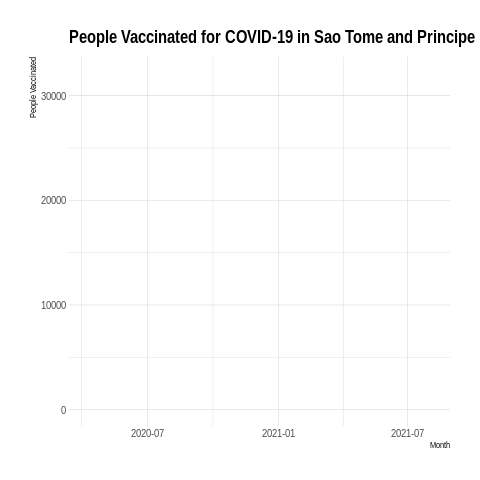 People Vaccinated for COVID-19 in Sao Tome and Principe
People Vaccinated
30000
20000
10000
0
2020-07
2021-01
2021-07
Month